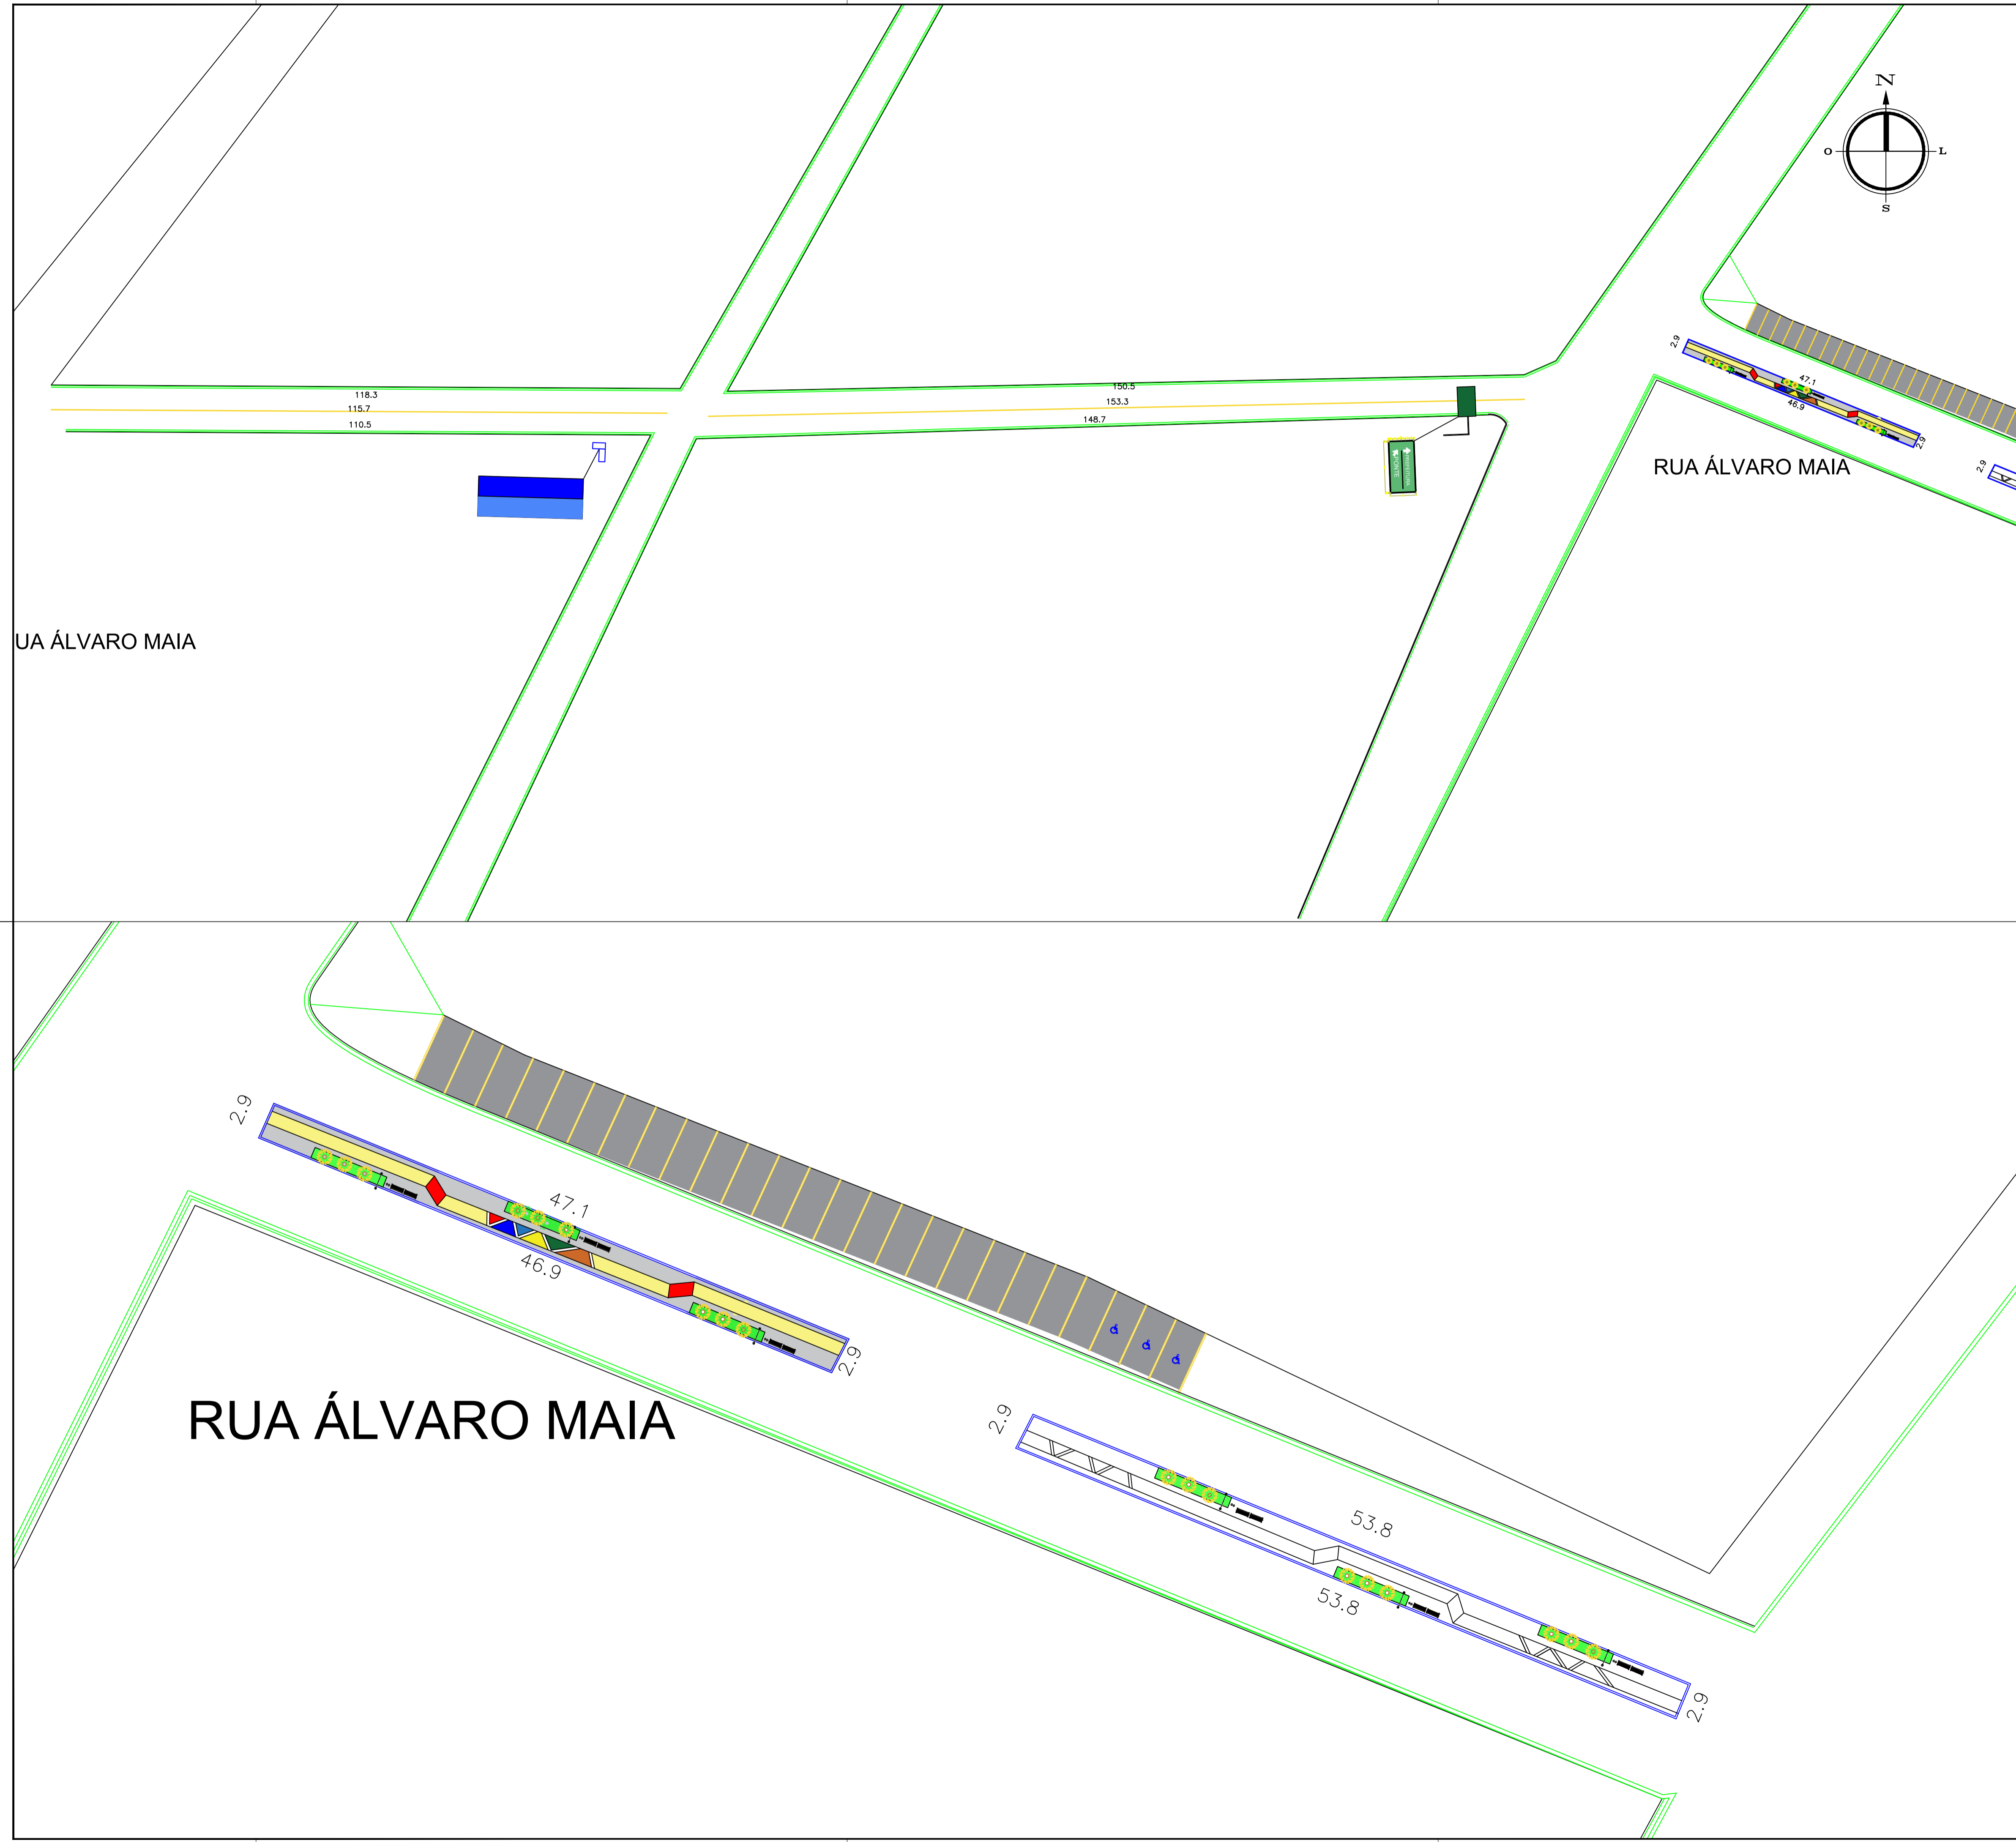 N
O
L
S
118.3
115.7
110.5
150.5
153.3
148.7
PONTE
2.9
47.1
46.9
2.9
RUA ÁLVARO MAIA
2.9
UA ÁLVARO MAIA
2.9
47.1
46.9
2.9
RUA ÁLVARO MAIA
2.9
53.8
53.8
2.9